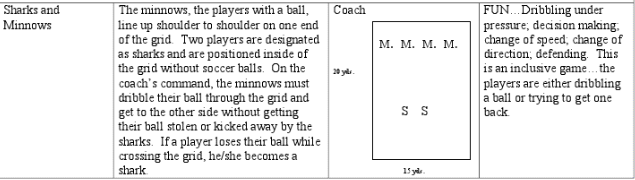 Sharks and
Minnows
The minnows, the players with a ball,
line up shoulder to shoulder on one end
of the grid.  Two players are designated
as sharks and are positioned inside of
the grid without soccer balls.  On the
coach's command, the minnows must
dribble their ball through the grid and
get to the other side without getting
their ball stolen or kicked away by the
sharks.  If a player loses their ball while
crossing the grid, he/she becomes a
shark.
Coach
M.  M.  M.  M.
20 yds.
S    S
15 yds.
FUN…Dribbling under
pressure; decision making;
change of speed; change of
direction; defending.  This
is an inclusive game…the
players are either dribbling
a ball or trying to get one
back.